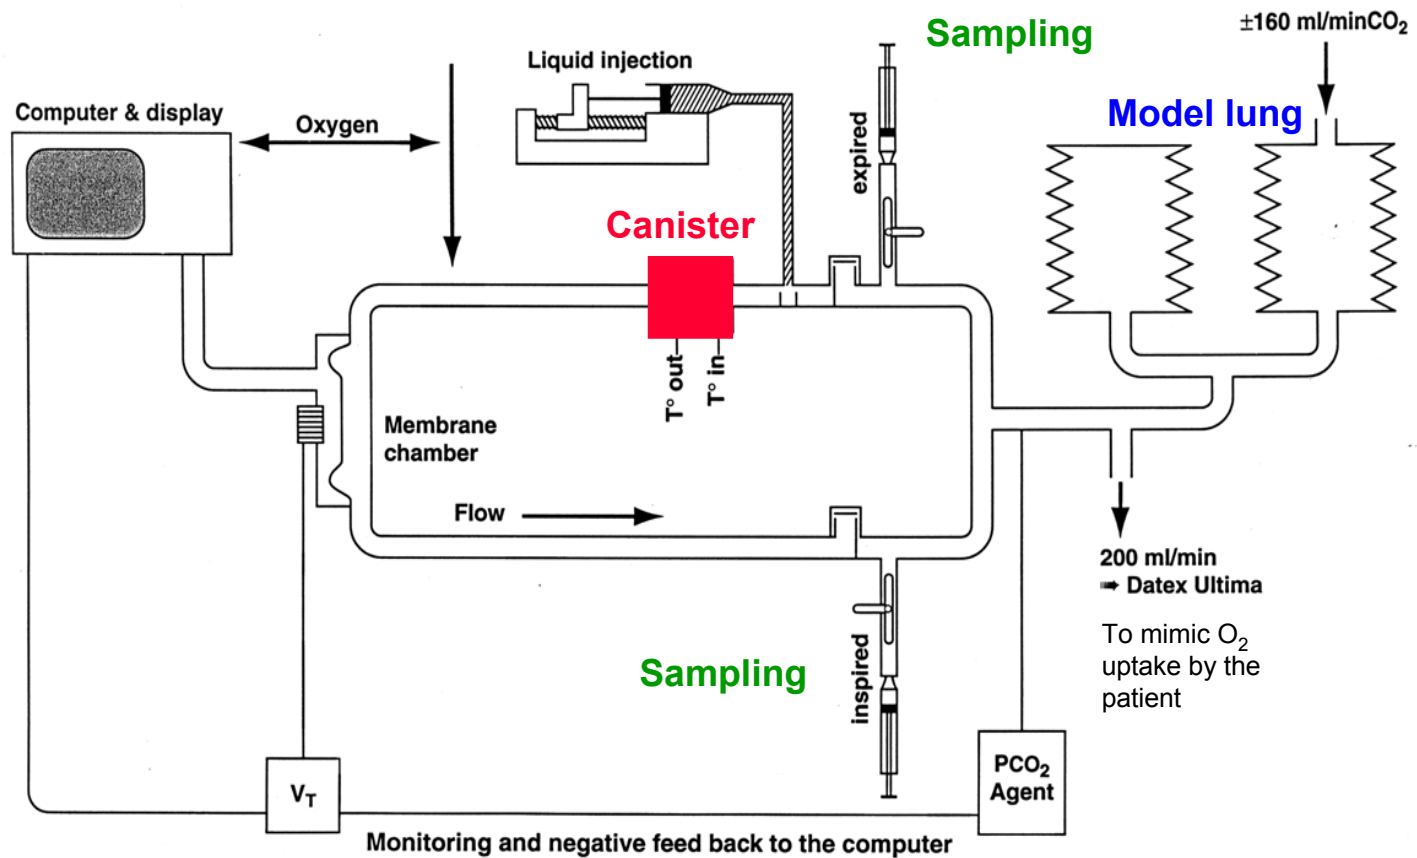 Sampling
±160 ml/minCO₂
Liquid injection
Computer & display
Oxygen
Model lung
expired
Canister
T° out
T° in
Membrane
chamber
Flow
200 ml/min
➠ Datex Ultima
To mimic O₂
uptake by the
patient
Sampling
inspired
V_T
PCO₂
Agent
Monitoring and negative feed back to the computer